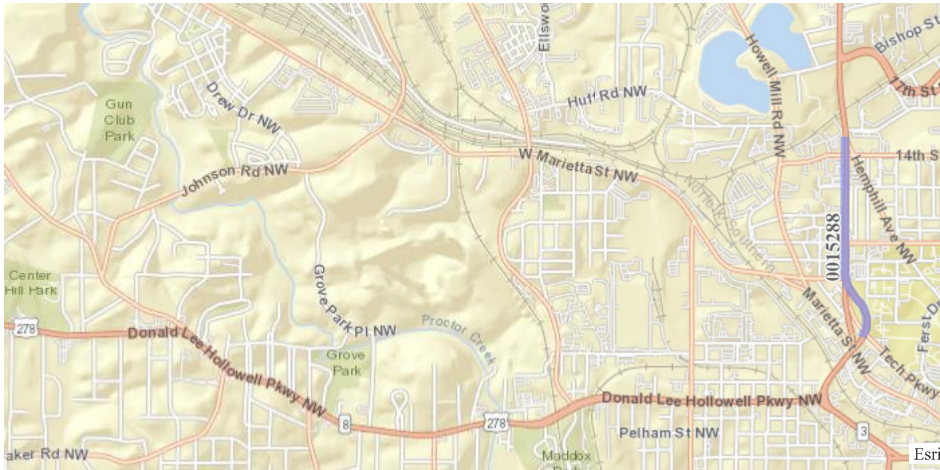 Bishop St
Ellsw
Howell Mill Rd NW
17th St
Gun
Club
Park
Drew Dr NW
Huff Rd NW
W Marietta St NW
14th S
Johnson Rd NW
Hemphill Ave NW
Norfolk Southern
0015288
Center
Hill Park
Grove Park
Pl NW
Proctor Creek
Marietta St NW
Ferst D
278
Donald Lee Hollowell Pkwy NW
Grove
Park
Tech Pkwy
Donald Lee Hollowell Pkwy NW
8
278
3
Pelham St NW
aker Rd NW
Maddox
Esri